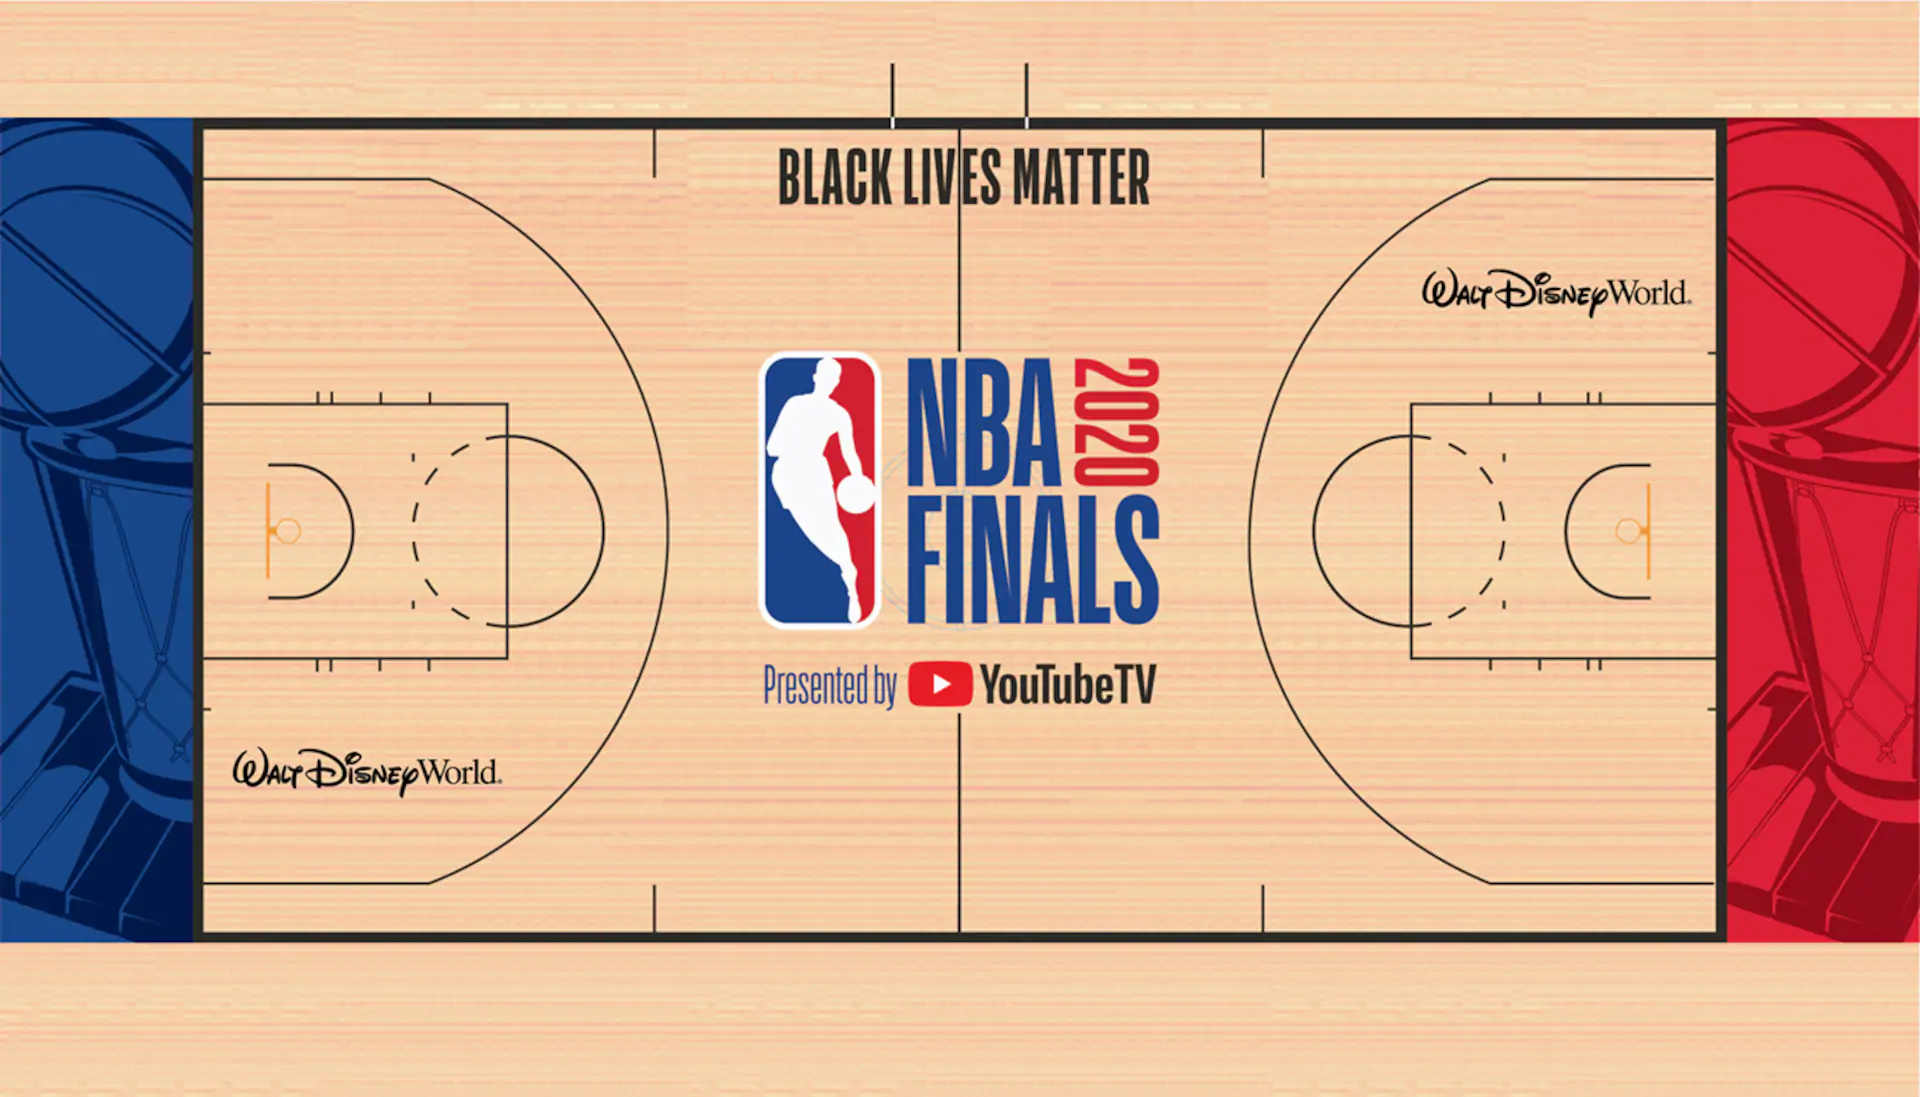 BLACK LIVES MATTER
WALT DISNEY World®
NBA 2020
FINALS
Presented by YouTubeTV
WALT DISNEY World®